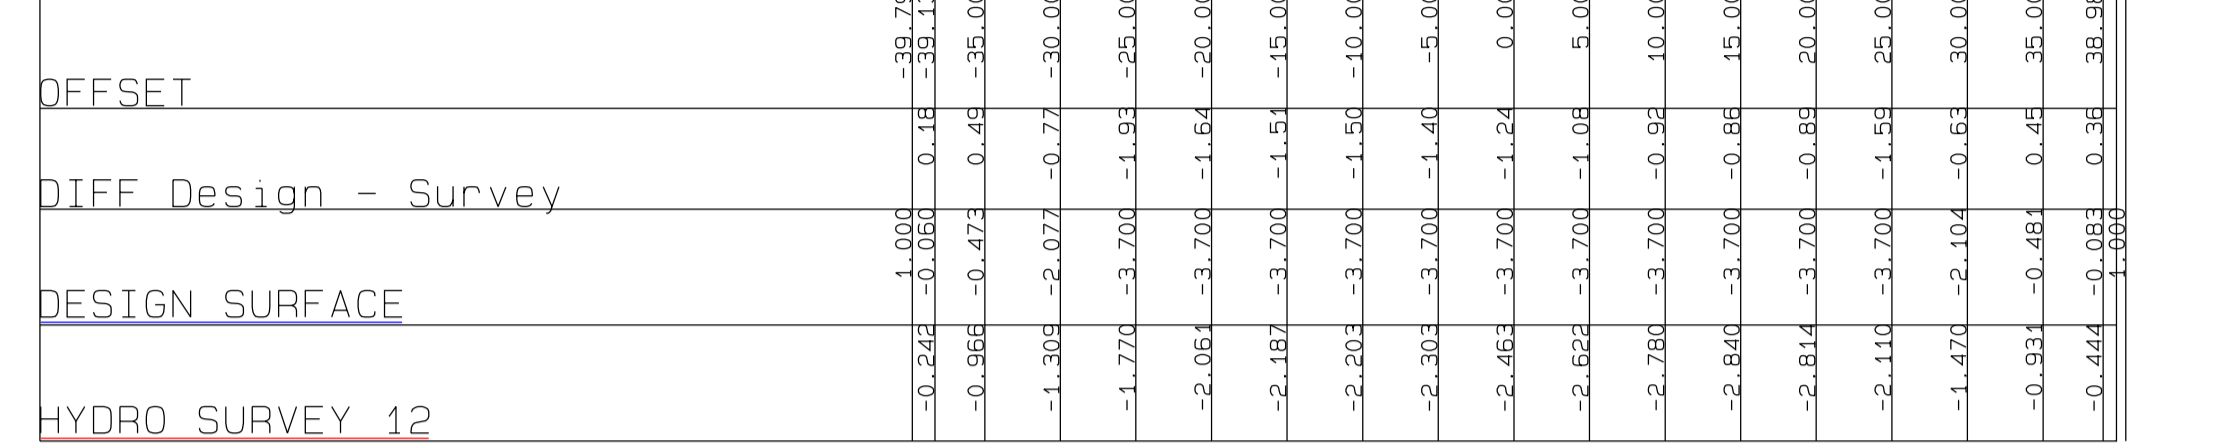 OFFSET -39.79 -39.13 -35.00 -30.00 -25.00 -20.00 -15.00 -10.00 -5.00 0.00 5.00 10.00 15.00 20.00 25.00 30.00 35.00 38.98
DIFF Design - Survey 0.18 0.49 -0.77 -1.93 -1.64 -1.51 -1.50 -1.40 -1.24 -1.08 -0.92 -0.86 -0.89 -1.59 -0.63 0.45 0.36
DESIGN SURFACE 1.000 -0.060 -0.473 -2.077 -3.700 -3.700 -3.700 -3.700 -3.700 -3.700 -3.700 -3.700 -3.700 -3.700 -3.700 -2.104 -0.481 -0.083 1.000
HYDRO SURVEY 12 -0.242 -0.966 -1.309 -1.770 -2.061 -2.187 -2.203 -2.303 -2.463 -2.622 -2.780 -2.840 -2.814 -2.110 -1.470 -0.931 -0.444